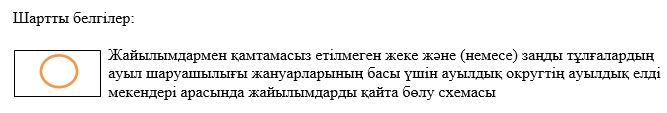 Шартты белгілер:
Жайылымдармен қамтамасыз етілмеген жеке және (немесе) заңды тұлғалардың
ауыл шаруашылығы жануарларының басы үшін ауылдық округтің ауылдық елді
мекендері арасында жайылымдарды қайта бөлу схемасы